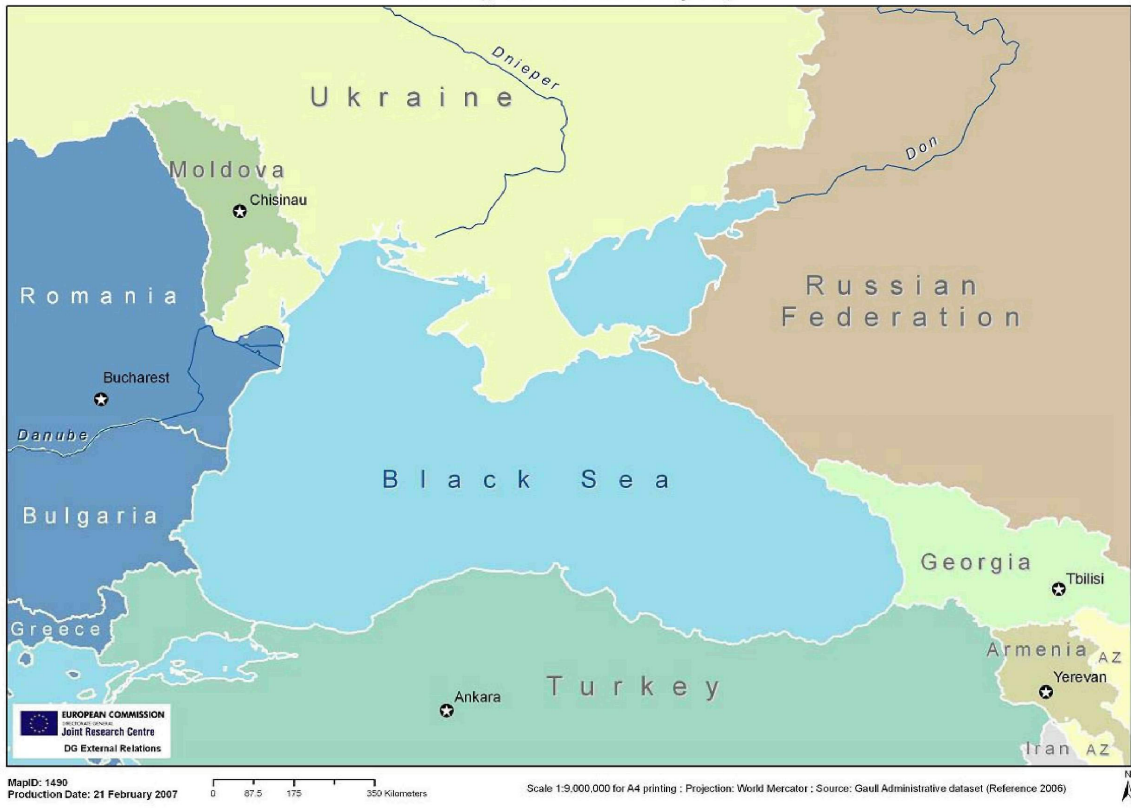 Dnieper
Ukraine
Don
Moldova
Chisinau
Romania
Russian
Federation
Bucharest
Danube
Black Sea
Bulgaria
Georgia
Tbilisi
Greece
Armenia
AZ
Yerevan
Turkey
Ankara
EUROPEAN COMMISSION
DIRECTORATE-GENERAL
Joint Research Centre
DG External Relations
Iran AZ
MapID: 1490
Production Date: 21 February 2007
0 87.5 175 350 Kilometers
Scale 1:9,000,000 for A4 printing ; Projection: World Mercator ; Source: Gaull Administrative dataset (Reference 2006)
N